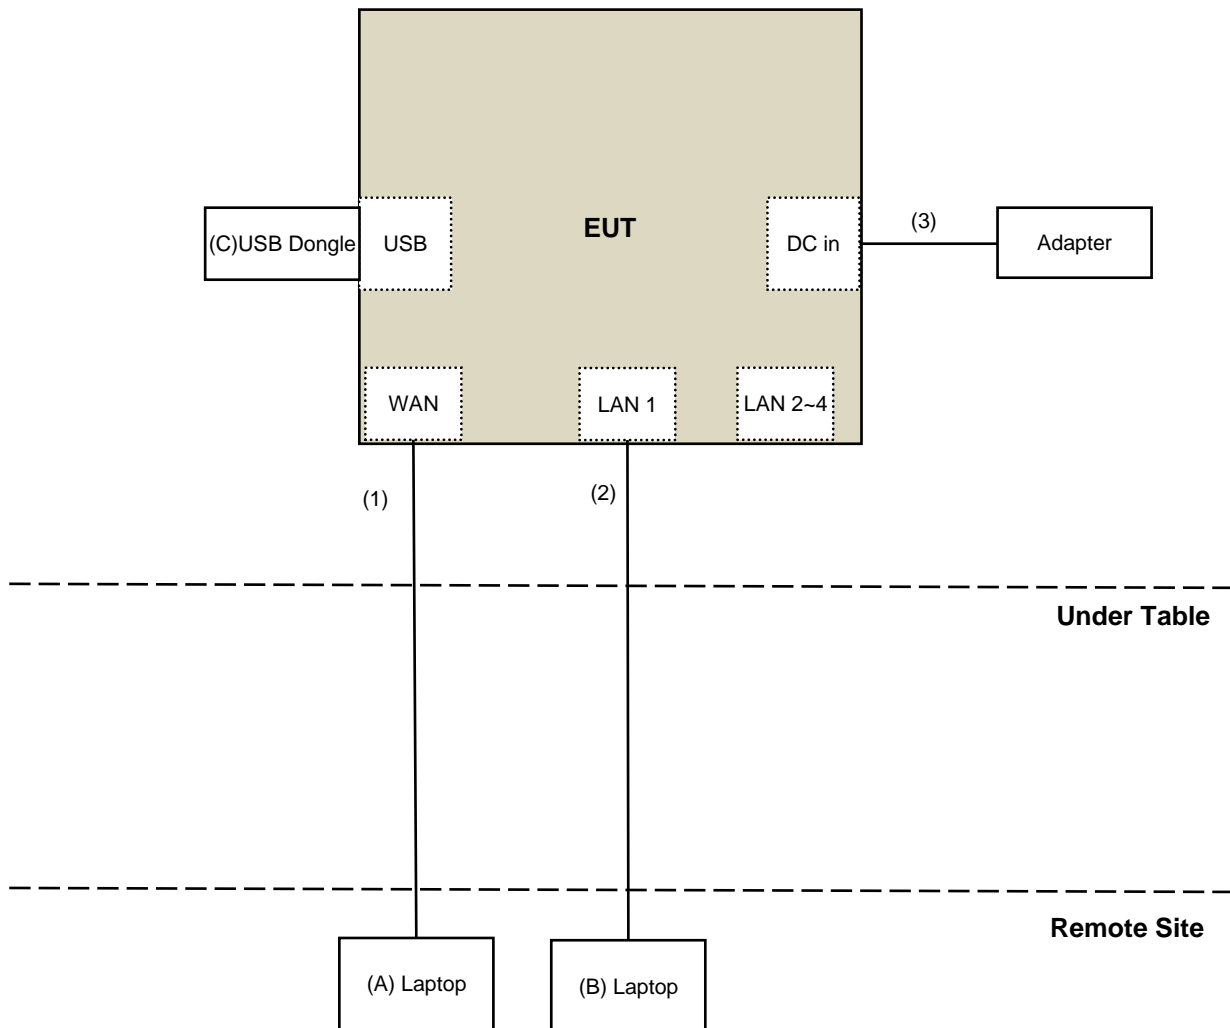 EUT
(C)USB Dongle
USB
DC in
(3)
Adapter
WAN
LAN 1
LAN 2~4
(1)
(2)
Under Table
Remote Site
(A) Laptop
(B) Laptop